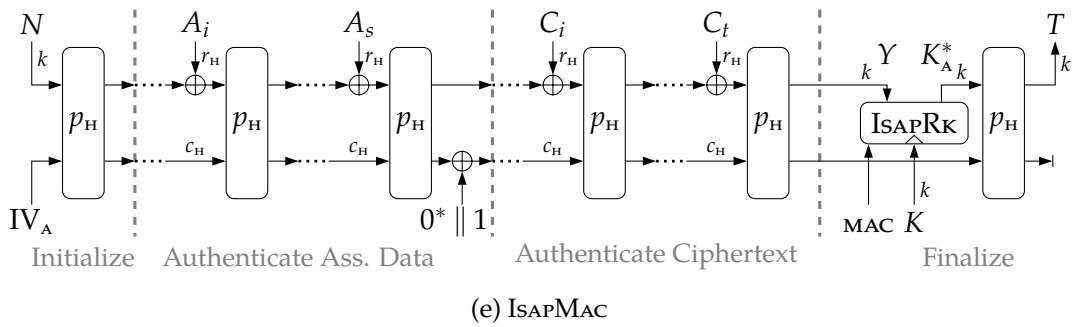 N A_i A_s C_i C_t Y K_A^* T
k r_H r_H r_H r_H k k k
p_H p_H p_H p_H p_H IsapRk p_H
c_H c_H c_H c_H k
IV_A 0* ∥ 1 MAC K
Initialize Authenticate Ass. Data Authenticate Ciphertext Finalize
(e) IsapMac